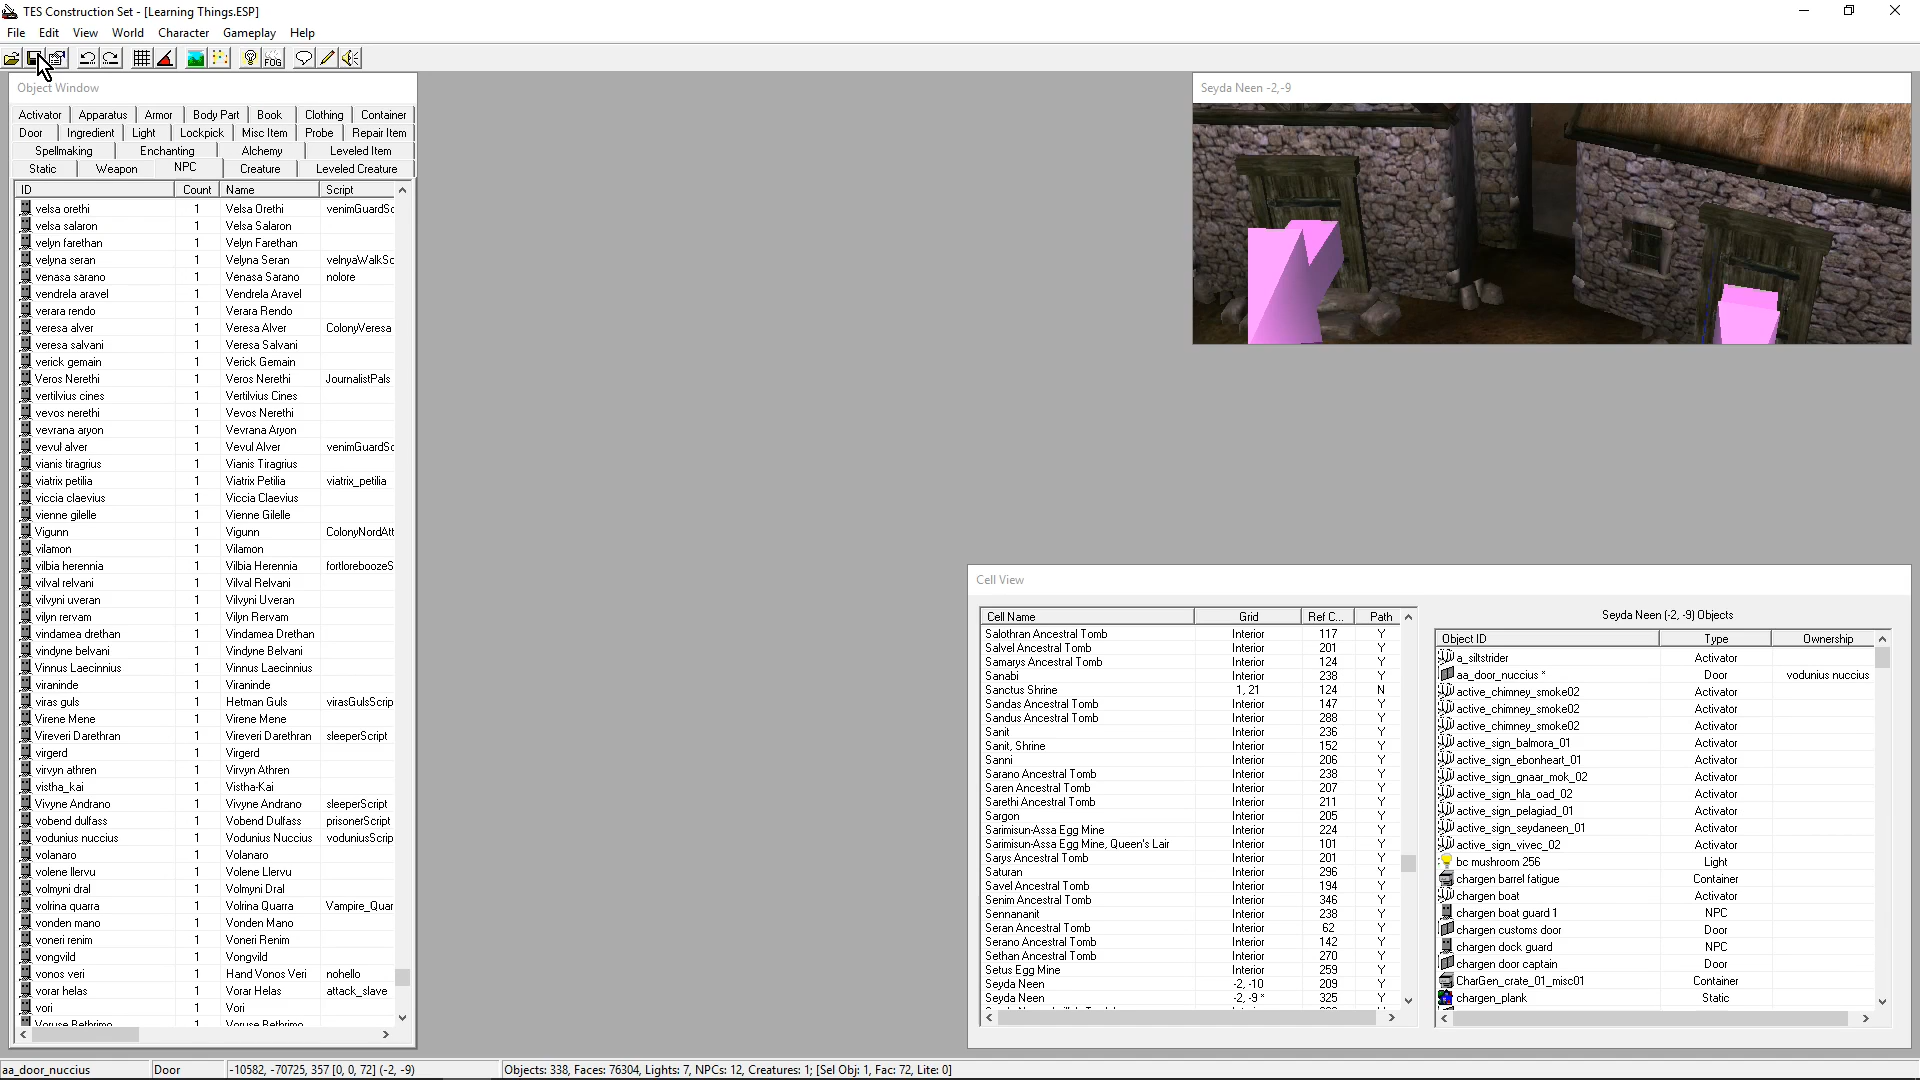 TES Construction Set - [Learning Things.ESP]
File Edit View World Character Gameplay Help
FOG
Object Window
Activator Apparatus Armor Body Part Book Clothing Container
Door Ingredient Light Lockpick Misc Item Probe Repair Item
Spellmaking Enchanting Alchemy Leveled Item
Static Weapon NPC Creature Leveled Creature
ID Count Name Script
velsa orethi 1 Velsa Orethi venimGuardSc
velsa salaron 1 Velsa Salaron
velyn farethan 1 Velyn Farethan
velyna seran 1 Velyna Seran velnyaWalkSc
venasa sarano 1 Venasa Sarano nolore
vendrela aravel 1 Vendrela Aravel
verara rendo 1 Verara Rendo
veresa alver 1 Veresa Alver ColonyVeresa
veresa salvani 1 Veresa Salvani
verick gemain 1 Verick Gemain
Veros Nerethi 1 Veros Nerethi JournalistPals
vertilvius cines 1 Vertilvius Cines
vevos nerethi 1 Vevos Nerethi
vevrana aryon 1 Vevrana Aryon
vevul alver 1 Vevul Alver venimGuardSc
vianis tiragrius 1 Vianis Tiragrius
viatrix petilia 1 Viatrix Petilia viatrix_petilia
viccia claevius 1 Viccia Claevius
vienne gilelle 1 Vienne Gilelle
Vigunn 1 Vigunn ColonyNordAtt
vilamon 1 Vilamon
vilbia herennia 1 Vilbia Herennia fortloreboozeS
vilval relvani 1 Vilval Relvani
vilvyni uveran 1 Vilvyni Uveran
vilyn rervam 1 Vilyn Rervam
vindamea drethan 1 Vindamea Drethan
vindyne belvani 1 Vindyne Belvani
Vinnus Laecinnius 1 Vinnus Laecinnius
viraninde 1 Viraninde
viras guls 1 Hetman Guls virasGulsScrip
Virene Mene 1 Virene Mene
Vireveri Darethran 1 Vireveri Darethran sleeperScript
virgerd 1 Virgerd
virvyn athren 1 Virvyn Athren
vistha_kai 1 Vistha-Kai
Vivyne Andrano 1 Vivyne Andrano sleeperScript
vobend dulfass 1 Vobend Dulfass prisonerScript
vodunius nuccius 1 Vodunius Nuccius voduniusScrip
volanaro 1 Volanaro
volene llervu 1 Volene Llervu
volmyni dral 1 Volmyni Dral
volrina quarra 1 Volrina Quarra Vampire_Quar
vonden mano 1 Vonden Mano
voneri renim 1 Voneri Renim
vongvild 1 Vongvild
vonos veri 1 Hand Vonos Veri nohello
vorar helas 1 Vorar Helas attack_slave
vori 1 Vori
Voruse Bethrimo 1 Voruse Bethrimo
Seyda Neen -2,-9
Cell View
Cell Name Grid Ref C... Path
Salothran Ancestral Tomb Interior 117 Y
Salvel Ancestral Tomb Interior 201 Y
Samarys Ancestral Tomb Interior 124 Y
Sanabi Interior 238 Y
Sanctus Shrine 1, 21 124 N
Sandas Ancestral Tomb Interior 147 Y
Sandus Ancestral Tomb Interior 288 Y
Sanit Interior 236 Y
Sanit, Shrine Interior 152 Y
Sanni Interior 206 Y
Sarano Ancestral Tomb Interior 238 Y
Saren Ancestral Tomb Interior 207 Y
Sarethi Ancestral Tomb Interior 211 Y
Sargon Interior 205 Y
Sarimisun-Assa Egg Mine Interior 224 Y
Sarimisun-Assa Egg Mine, Queen's Lair Interior 101 Y
Sarys Ancestral Tomb Interior 201 Y
Saturan Interior 296 Y
Savel Ancestral Tomb Interior 194 Y
Senim Ancestral Tomb Interior 346 Y
Sennananit Interior 238 Y
Seran Ancestral Tomb Interior 62 Y
Serano Ancestral Tomb Interior 142 Y
Sethan Ancestral Tomb Interior 270 Y
Setus Egg Mine Interior 259 Y
Seyda Neen -2, -10 209 Y
Seyda Neen -2, -9 * 325 Y
Seyda Neen (-2, -9) Objects
Object ID Type Ownership
a_siltstrider Activator
aa_door_nuccius * Door vodunius nuccius
active_chimney_smoke02 Activator
active_chimney_smoke02 Activator
active_chimney_smoke02 Activator
active_sign_balmora_01 Activator
active_sign_ebonheart_01 Activator
active_sign_gnaar_mok_02 Activator
active_sign_hla_oad_02 Activator
active_sign_pelagiad_01 Activator
active_sign_seydaneen_01 Activator
active_sign_vivec_02 Activator
bc mushroom 256 Light
chargen barrel fatigue Container
chargen boat Activator
chargen boat guard 1 NPC
chargen customs door Door
chargen dock guard NPC
chargen door captain Door
CharGen_crate_01_misc01 Container
chargen_plank Static
aa_door_nuccius Door -10582, -70725, 357 [0, 0, 72] (-2, -9) Objects: 338, Faces: 76304, Lights: 7, NPCs: 12, Creatures: 1; [Sel Obj: 1, Fac: 72, Lite: 0]